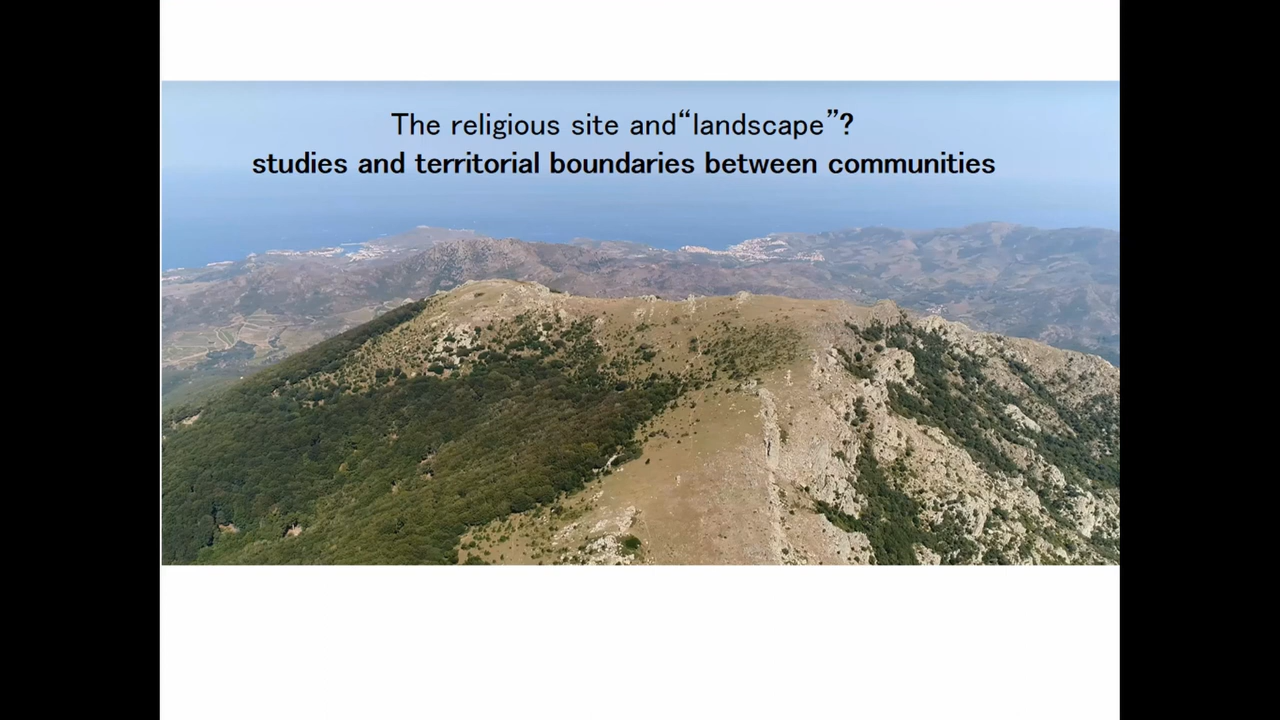 The religious site and“landscape”?
studies and territorial boundaries between communities